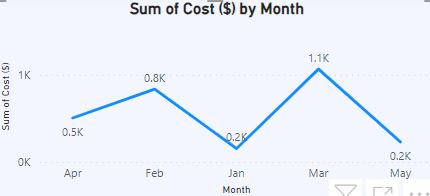 Sum of Cost ($) by Month
Sum of Cost ($)
1K
0K
0.5K
0.8K
0.2K
1.1K
0.2K
Apr Feb Jan Mar May
Month